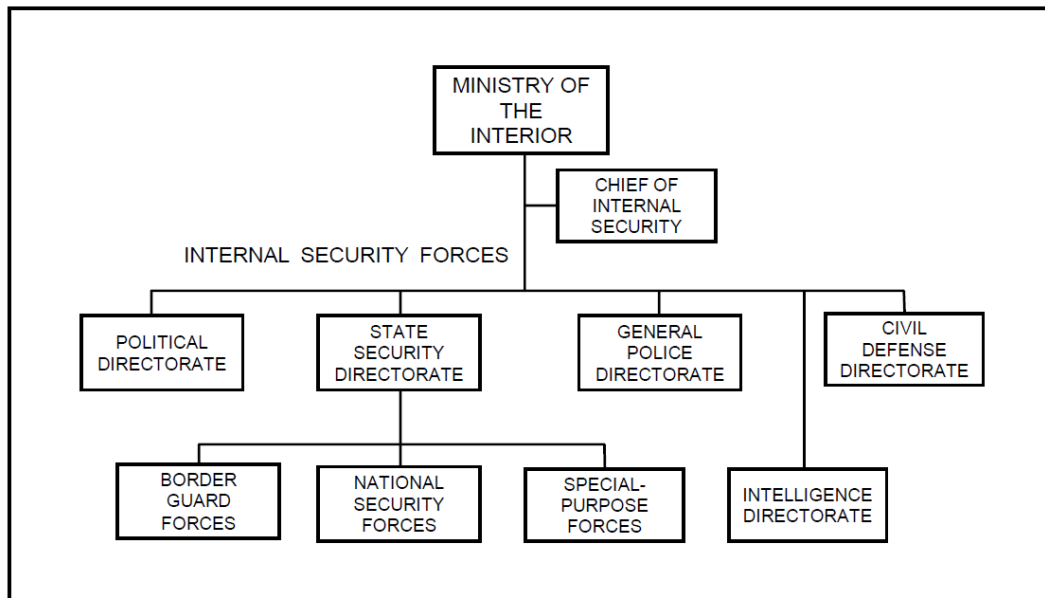 MINISTRY OF
THE
INTERIOR
CHIEF OF
INTERNAL
SECURITY
INTERNAL SECURITY FORCES
POLITICAL
DIRECTORATE
STATE
SECURITY
DIRECTORATE
GENERAL
POLICE
DIRECTORATE
CIVIL
DEFENSE
DIRECTORATE
BORDER
GUARD
FORCES
NATIONAL
SECURITY
FORCES
SPECIAL-
PURPOSE
FORCES
INTELLIGENCE
DIRECTORATE